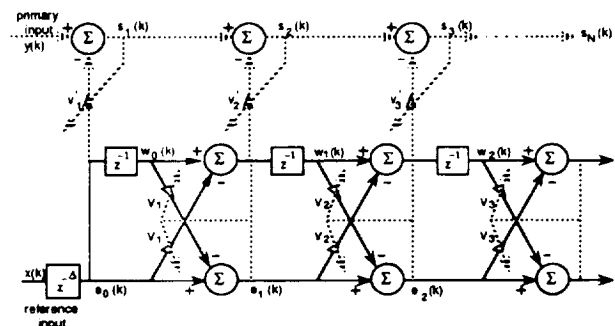 primary
input
y(k)
+ Σ s₁(k) + Σ s₂(k) + Σ s₃(k) s_N(k)
− − −
v'₁ v'₂ v'₃
z⁻¹ w₀(k) + Σ z⁻¹ w₁(k) + Σ z⁻¹ w₂(k) + Σ
− − −
v₁ v₂ v₃
v₁ v₂ v₃
− − −
x(k) z^−Δ e₀(k) + Σ e₁(k) + Σ e₂(k) + Σ
reference
input